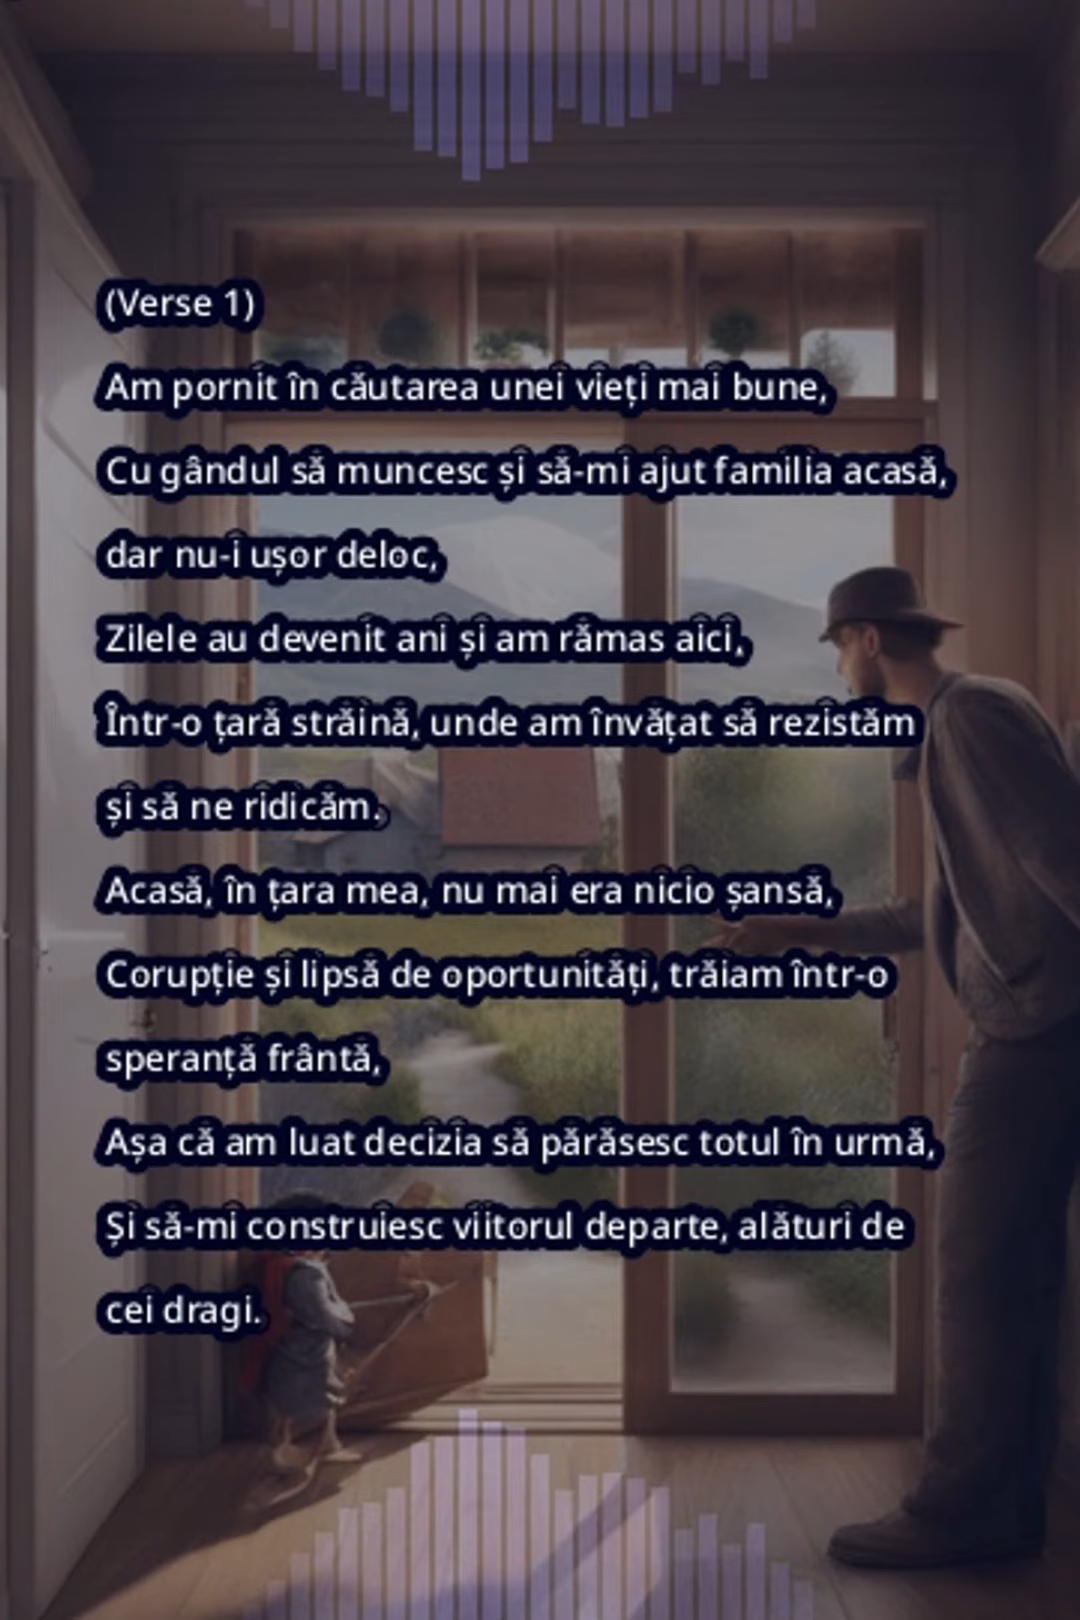 (Verse 1)
Am pornit în căutarea unei vieți mai bune,
Cu gândul să muncesc și să-mi ajut familia acasă,
dar nu-i ușor deloc,
Zilele au devenit ani și am rămas aici,
Într-o țară străină, unde am învățat să rezistăm
și să ne ridicăm.
Acasă, în țara mea, nu mai era nicio șansă,
Corupție și lipsă de oportunități, trăiam într-o
speranță frântă,
Așa că am luat decizia să părăsesc totul în urmă,
Și să-mi construiesc viitorul departe, alături de
cei dragi.